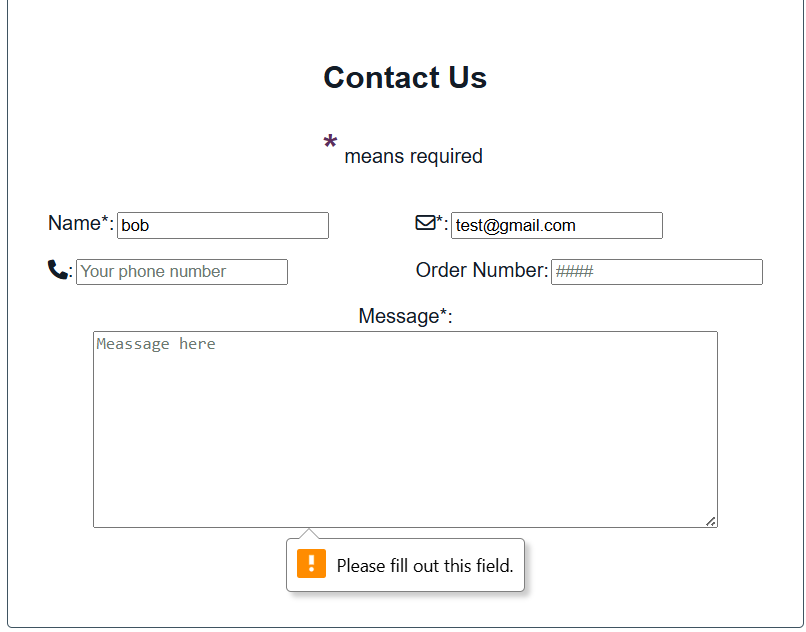 Contact Us
* means required
Name*: bob
*: test@gmail.com
: Your phone number
Order Number: ####
Message*:
Meassage here
! Please fill out this field.